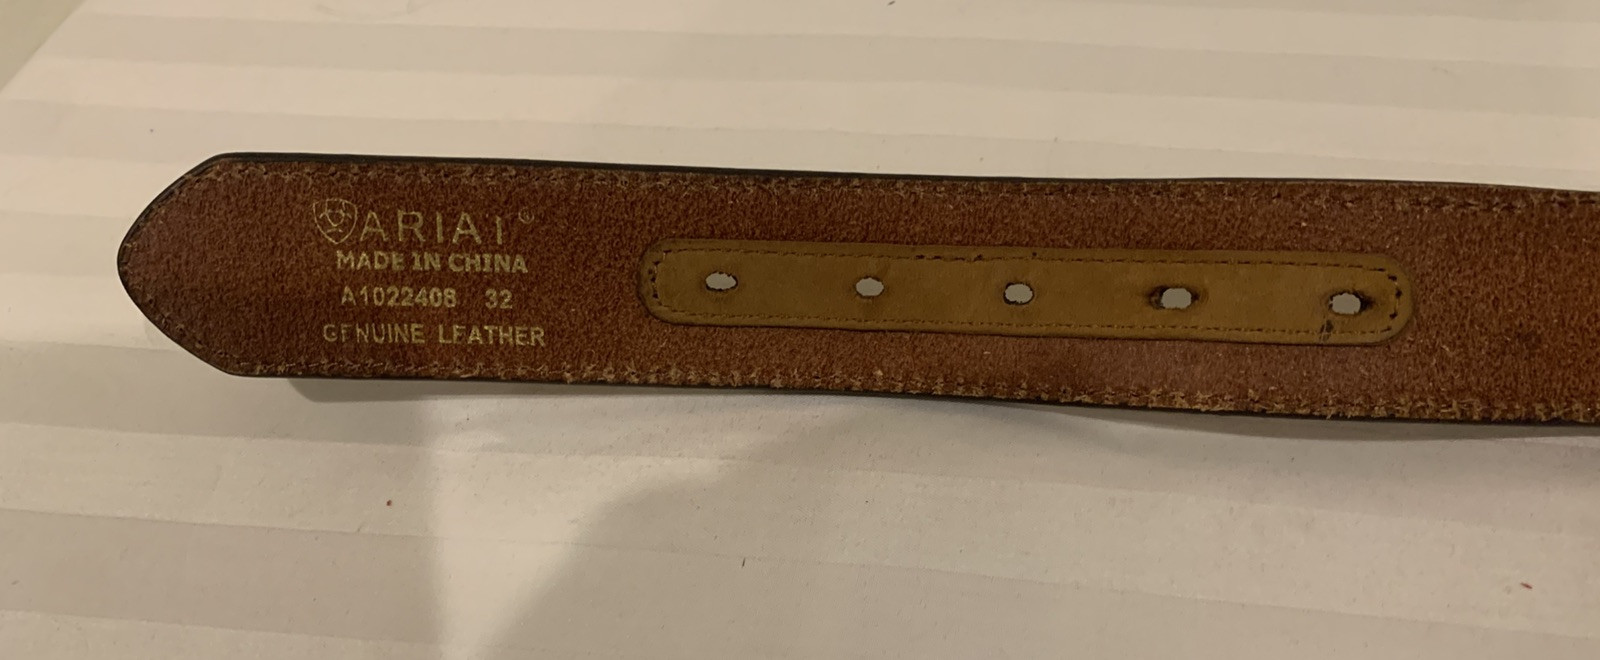 ARIAT®
MADE IN CHINA
A1022408 32
GENUINE LEATHER